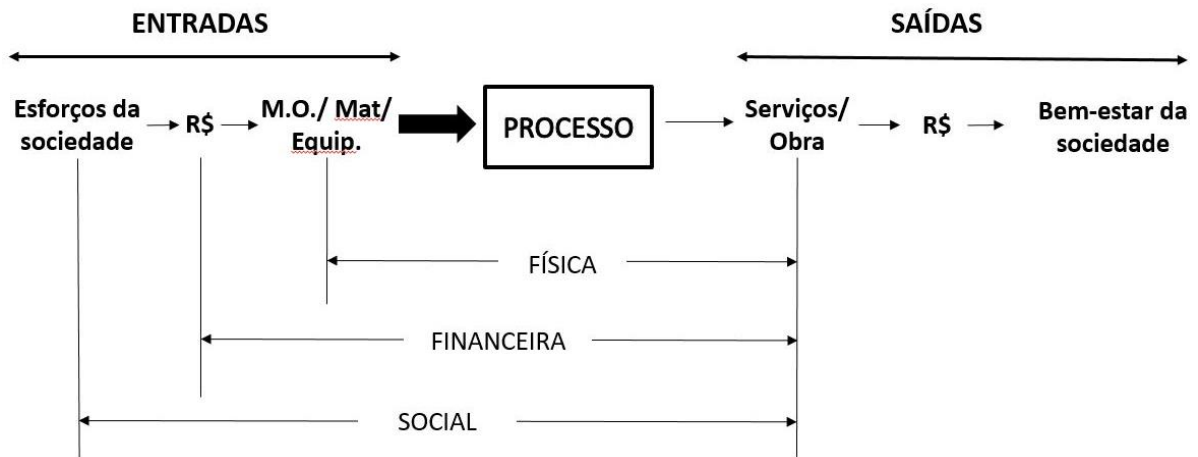 ENTRADAS
SAÍDAS
Esforços da
sociedade
R$
M.O./ Mat/
Equip.
PROCESSO
Serviços/
Obra
R$
Bem-estar da
sociedade
FÍSICA
FINANCEIRA
SOCIAL